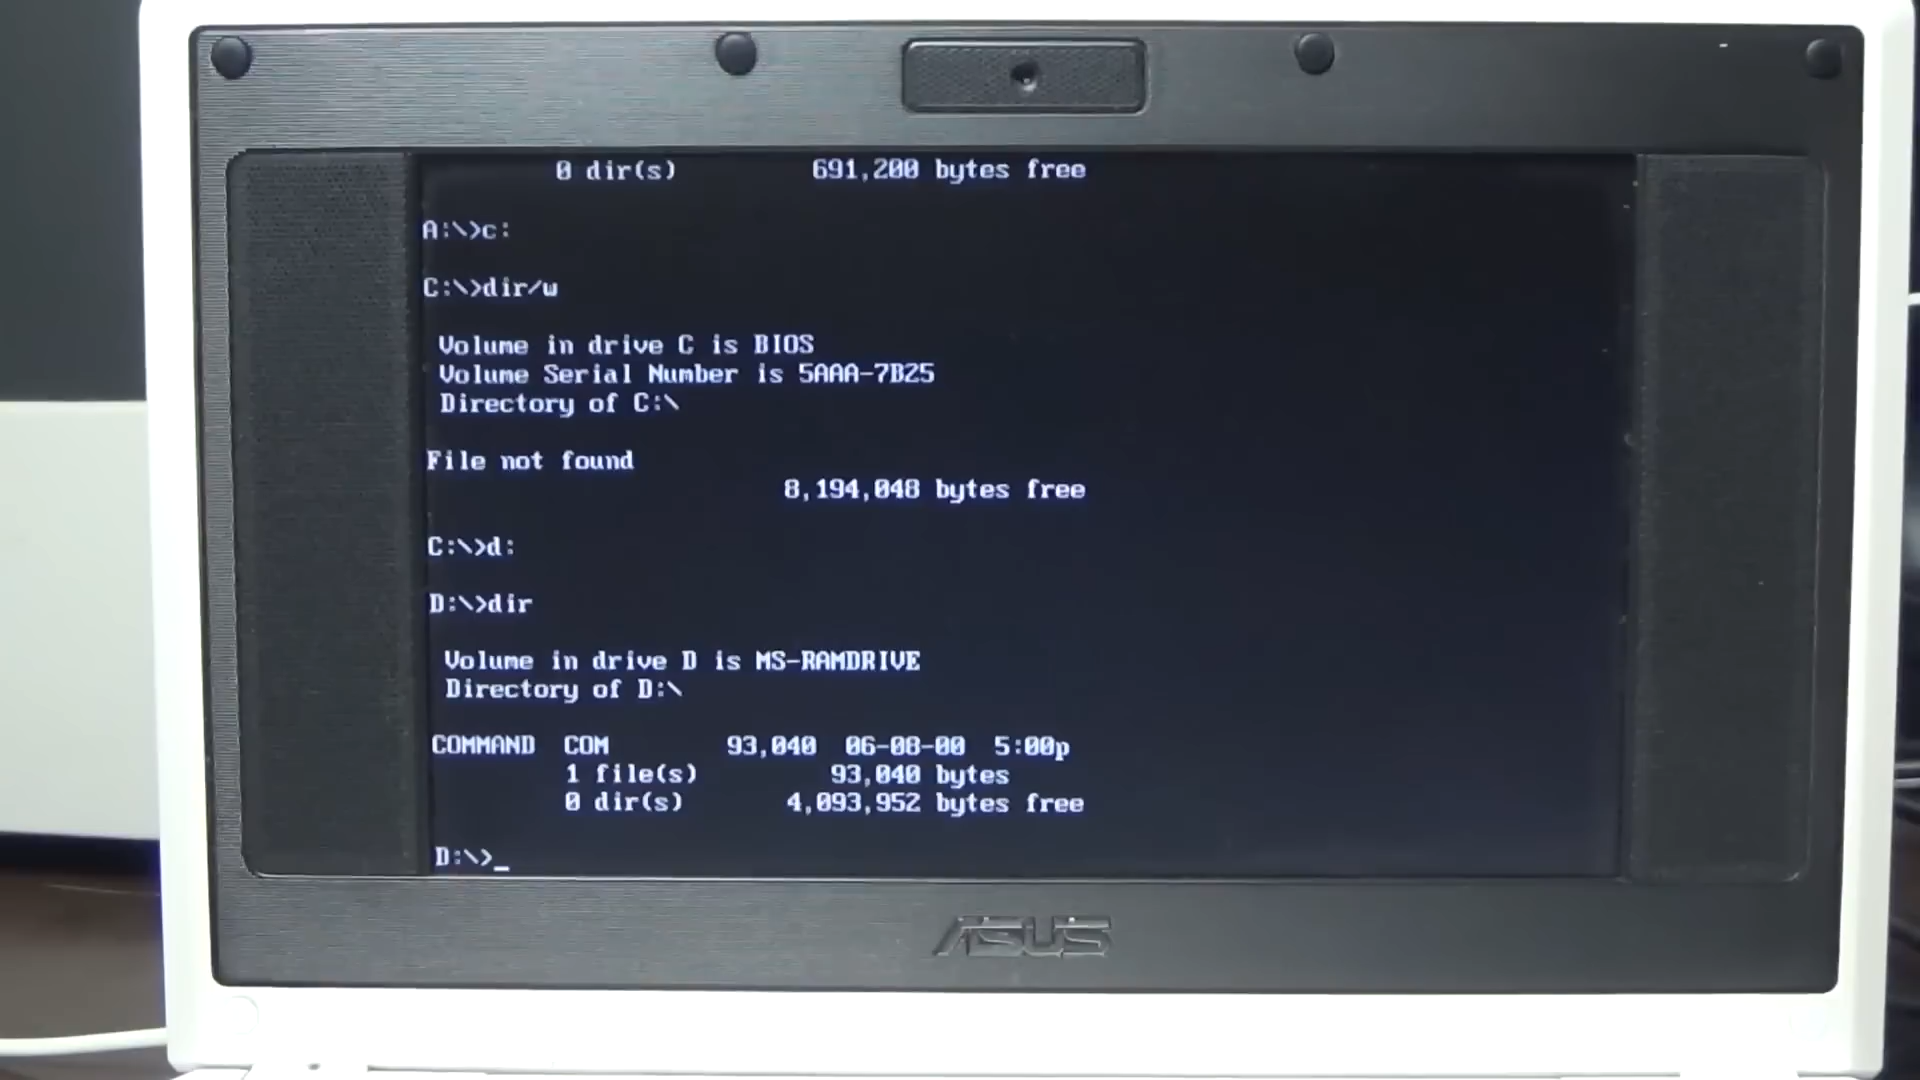 0 dir(s) 691,200 bytes free
A:\>c:
C:\>dir/w
Volume in drive C is BIOS
Volume Serial Number is 5AAA-7B25
Directory of C:\
File not found
8,194,048 bytes free
C:\>d:
D:\>dir
Volume in drive D is MS-RAMDRIVE
Directory of D:\
COMMAND COM 93,040 06-08-00 5:00p
1 file(s) 93,040 bytes
0 dir(s) 4,093,952 bytes free
D:\>_
ASUS